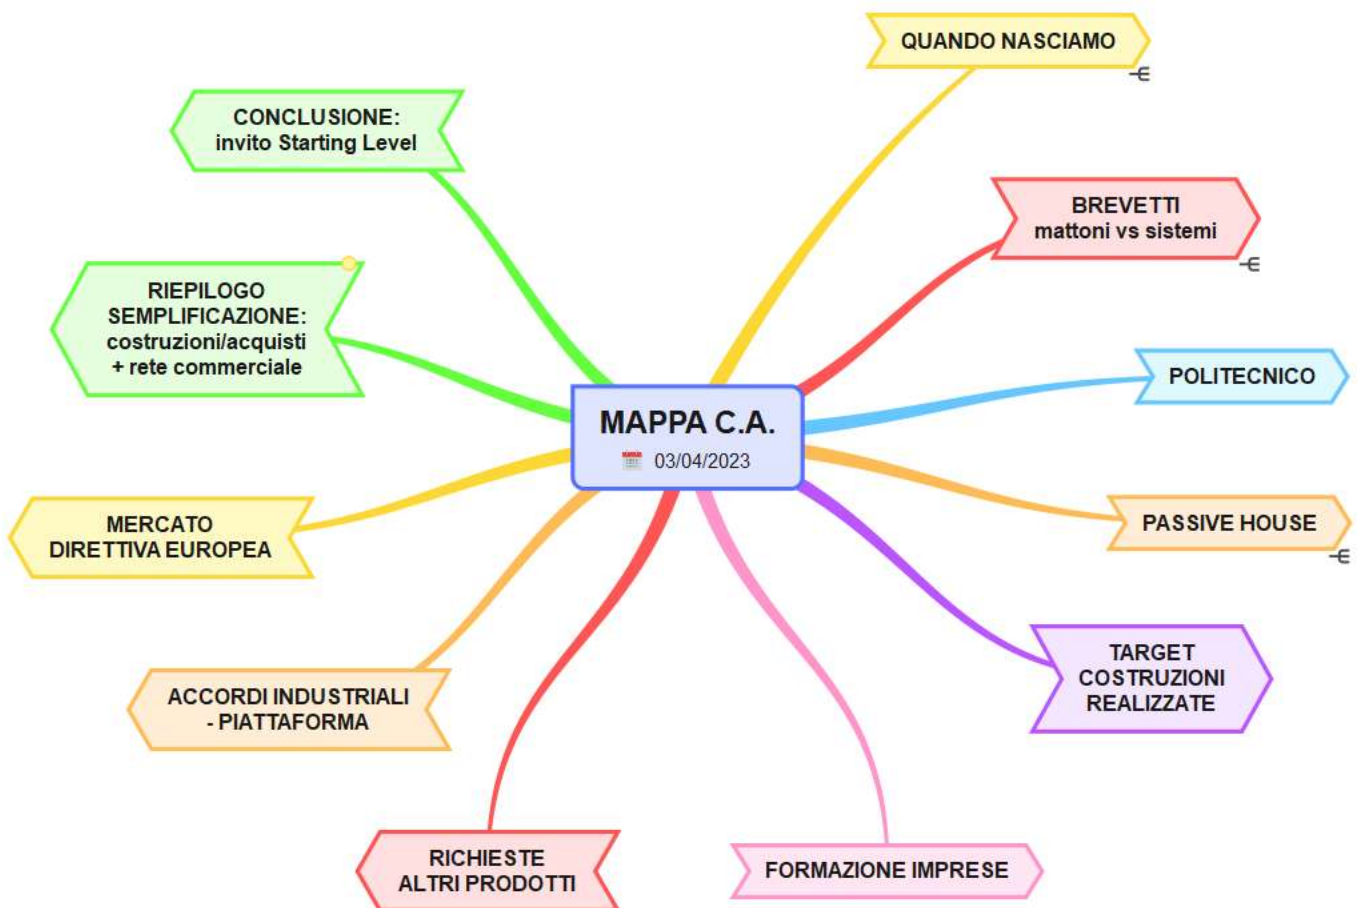 MAPPA C.A.
03/04/2023
QUANDO NASCIAMO
BREVETTI
mattoni vs sistemi
POLITECNICO
PASSIVE HOUSE
TARGET
COSTRUZIONI
REALIZZATE
FORMAZIONE IMPRESE
RICHIESTE
ALTRI PRODOTTI
ACCORDI INDUSTRIALI
- PIATTAFORMA
MERCATO
DIRETTIVA EUROPEA
RIEPILOGO
SEMPLIFICAZIONE:
costruzioni/acquisti
+ rete commerciale
CONCLUSIONE:
invito Starting Level